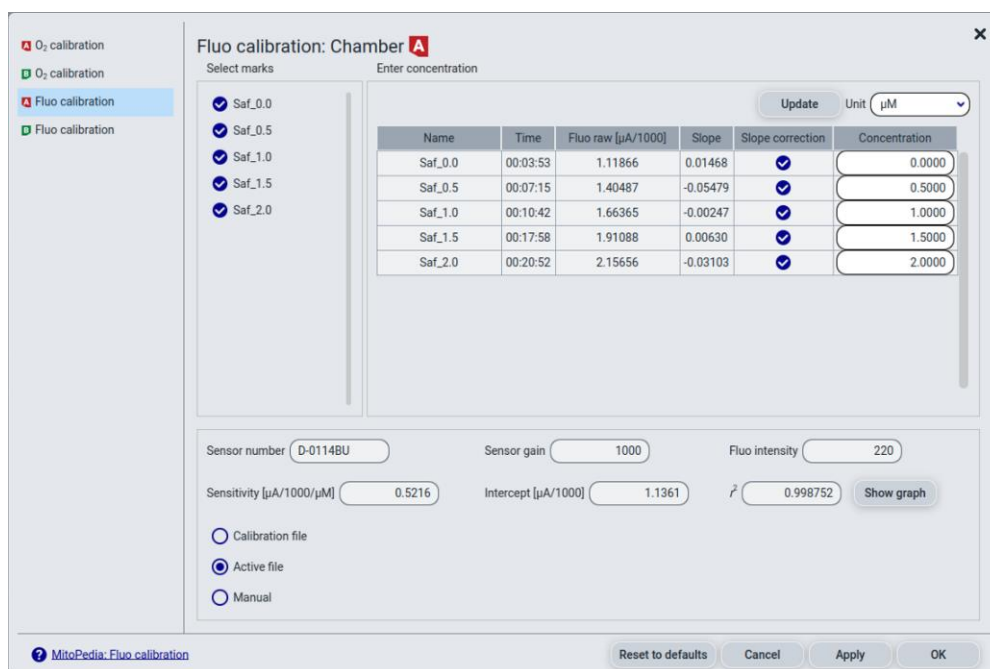 A O₂ calibration
B O₂ calibration
A Fluo calibration
B Fluo calibration
Fluo calibration: Chamber A
Select marks
Saf_0.0
Saf_0.5
Saf_1.0
Saf_1.5
Saf_2.0
Enter concentration
Update Unit µM
Name Time Fluo raw [µA/1000] Slope Slope correction Concentration
Saf_0.0 00:03:53 1.11866 0.01468 0.0000
Saf_0.5 00:07:15 1.40487 -0.05479 0.5000
Saf_1.0 00:10:42 1.66365 -0.00247 1.0000
Saf_1.5 00:17:58 1.91088 0.00630 1.5000
Saf_2.0 00:20:52 2.15656 -0.03103 2.0000
Sensor number D-0114BU Sensor gain 1000 Fluo intensity 220
Sensitivity [µA/1000/µM] 0.5216 Intercept [µA/1000] 1.1361 r² 0.998752 Show graph
Calibration file
Active file
Manual
? MitoPedia: Fluo calibration Reset to defaults Cancel Apply OK